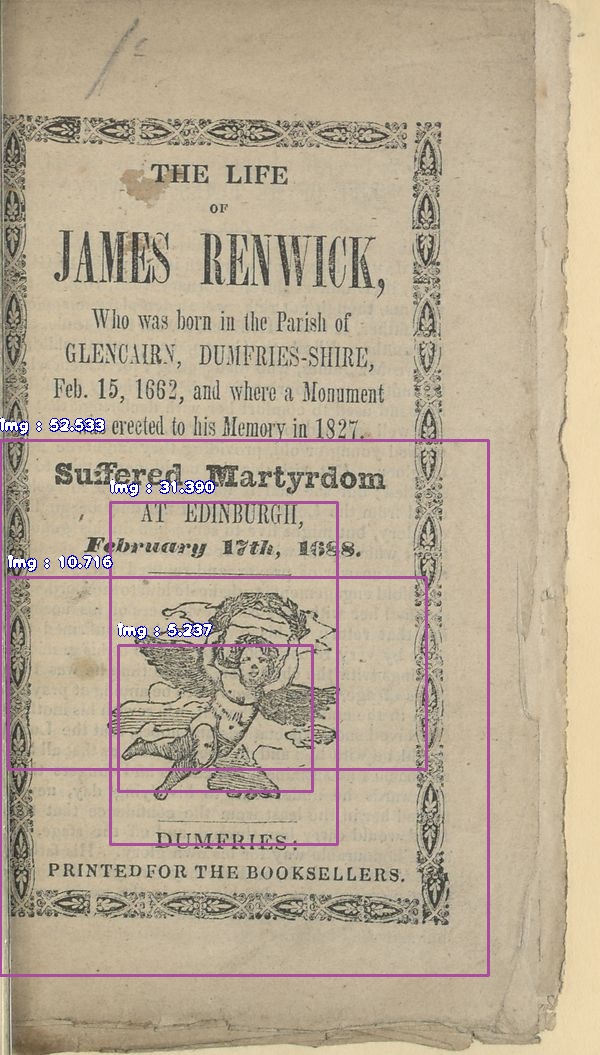 THE LIFE
OF
JAMES RENWICK,
Who was born in the Parish of
GLENCAIRN, DUMFRIES-SHIRE,
Feb. 15, 1662, and where a Monument
was erected to his Memory in 1827.
Img : 52.533
Suffered Martyrdom
Img : 31.390
AT EDINBURGH,
February 17th, 1688.
Img : 10.716
Img : 5.237
DUMFRIES:
PRINTED FOR THE BOOKSELLERS.